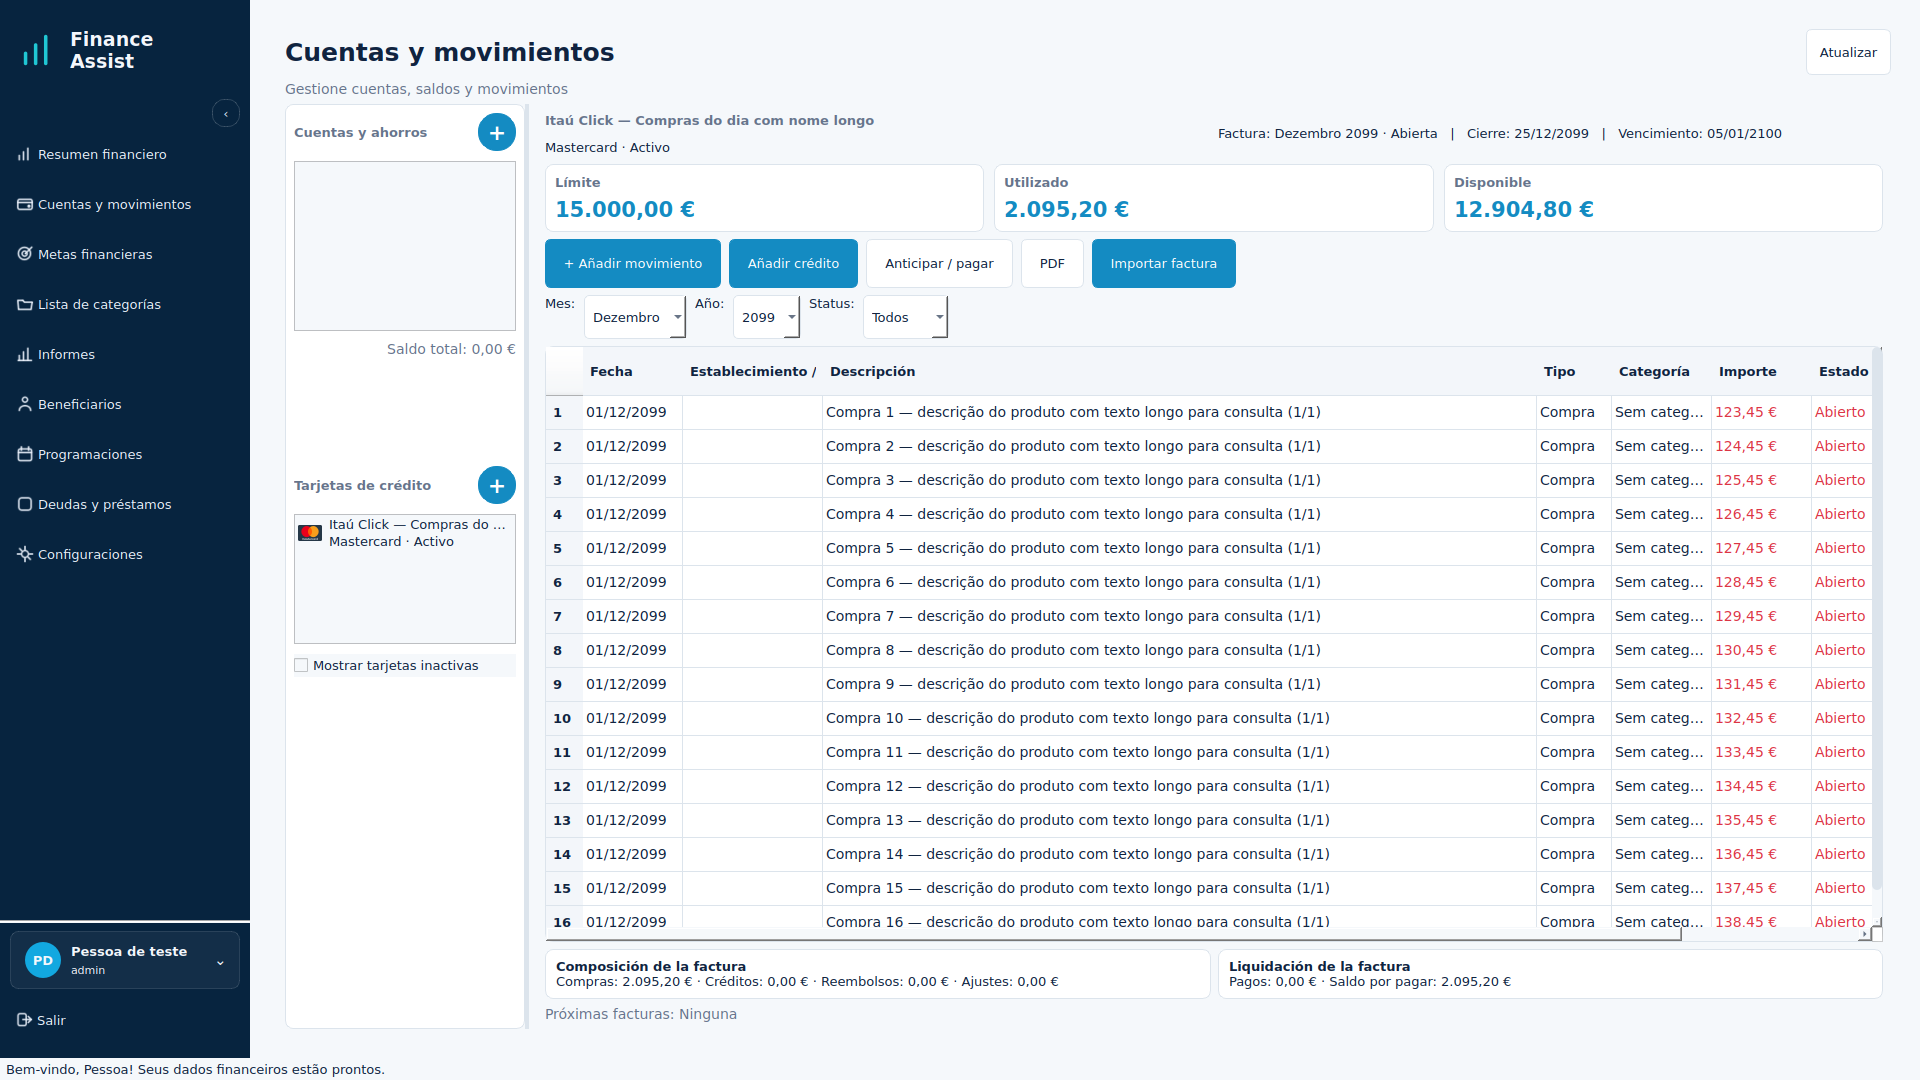 Finance
Assist
‹
Resumen financiero
Cuentas y movimientos
Metas financieras
Lista de categorías
Informes
Beneficiarios
Programaciones
Deudas y préstamos
Configuraciones
PD
Pessoa de teste
admin
Salir
Cuentas y movimientos
Gestione cuentas, saldos y movimientos
Atualizar
Cuentas y ahorros
+
Saldo total: 0,00 €
Tarjetas de crédito
+
Itaú Click — Compras do ...
Mastercard · Activo
Mostrar tarjetas inactivas
Itaú Click — Compras do dia com nome longo
Mastercard · Activo
Factura: Dezembro 2099 · Abierta | Cierre: 25/12/2099 | Vencimiento: 05/01/2100
Límite
15.000,00 €
Utilizado
2.095,20 €
Disponible
12.904,80 €
+ Añadir movimiento
Añadir crédito
Anticipar / pagar
PDF
Importar factura
Mes: Dezembro Año: 2099 Status: Todos
Fecha Establecimiento / Descripción Tipo Categoría Importe Estado
1 01/12/2099 Compra 1 — descrição do produto com texto longo para consulta (1/1) Compra Sem categ... 123,45 € Abierto
2 01/12/2099 Compra 2 — descrição do produto com texto longo para consulta (1/1) Compra Sem categ... 124,45 € Abierto
3 01/12/2099 Compra 3 — descrição do produto com texto longo para consulta (1/1) Compra Sem categ... 125,45 € Abierto
4 01/12/2099 Compra 4 — descrição do produto com texto longo para consulta (1/1) Compra Sem categ... 126,45 € Abierto
5 01/12/2099 Compra 5 — descrição do produto com texto longo para consulta (1/1) Compra Sem categ... 127,45 € Abierto
6 01/12/2099 Compra 6 — descrição do produto com texto longo para consulta (1/1) Compra Sem categ... 128,45 € Abierto
7 01/12/2099 Compra 7 — descrição do produto com texto longo para consulta (1/1) Compra Sem categ... 129,45 € Abierto
8 01/12/2099 Compra 8 — descrição do produto com texto longo para consulta (1/1) Compra Sem categ... 130,45 € Abierto
9 01/12/2099 Compra 9 — descrição do produto com texto longo para consulta (1/1) Compra Sem categ... 131,45 € Abierto
10 01/12/2099 Compra 10 — descrição do produto com texto longo para consulta (1/1) Compra Sem categ... 132,45 € Abierto
11 01/12/2099 Compra 11 — descrição do produto com texto longo para consulta (1/1) Compra Sem categ... 133,45 € Abierto
12 01/12/2099 Compra 12 — descrição do produto com texto longo para consulta (1/1) Compra Sem categ... 134,45 € Abierto
13 01/12/2099 Compra 13 — descrição do produto com texto longo para consulta (1/1) Compra Sem categ... 135,45 € Abierto
14 01/12/2099 Compra 14 — descrição do produto com texto longo para consulta (1/1) Compra Sem categ... 136,45 € Abierto
15 01/12/2099 Compra 15 — descrição do produto com texto longo para consulta (1/1) Compra Sem categ... 137,45 € Abierto
16 01/12/2099 Compra 16 — descrição do produto com texto longo para consulta (1/1) Compra Sem categ... 138,45 € Abierto
Composición de la factura
Compras: 2.095,20 € · Créditos: 0,00 € · Reembolsos: 0,00 € · Ajustes: 0,00 €
Liquidación de la factura
Pagos: 0,00 € · Saldo por pagar: 2.095,20 €
Próximas facturas: Ninguna
Bem-vindo, Pessoa! Seus dados financeiros estão prontos.